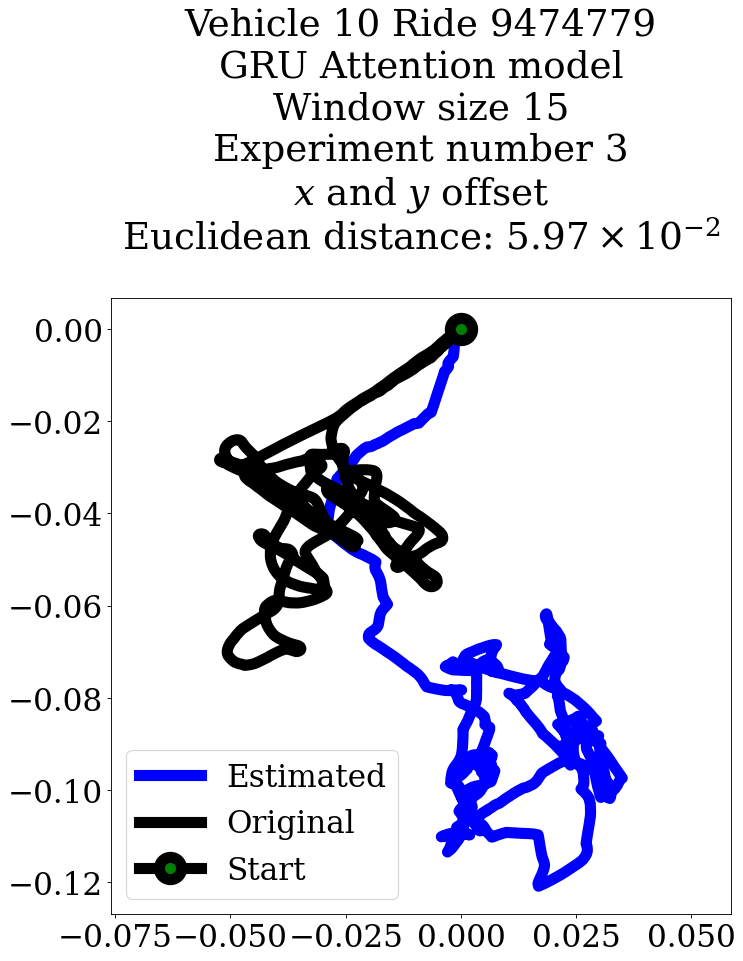 Vehicle 10 Ride 9474779
GRU Attention model
Window size 15
Experiment number 3
x and y offset
Euclidean distance: 5.97 × 10⁻²
0.00
−0.02
−0.04
−0.06
−0.08
−0.10
−0.12
Estimated
Original
Start
−0.075 −0.050 −0.025 0.000 0.025 0.050